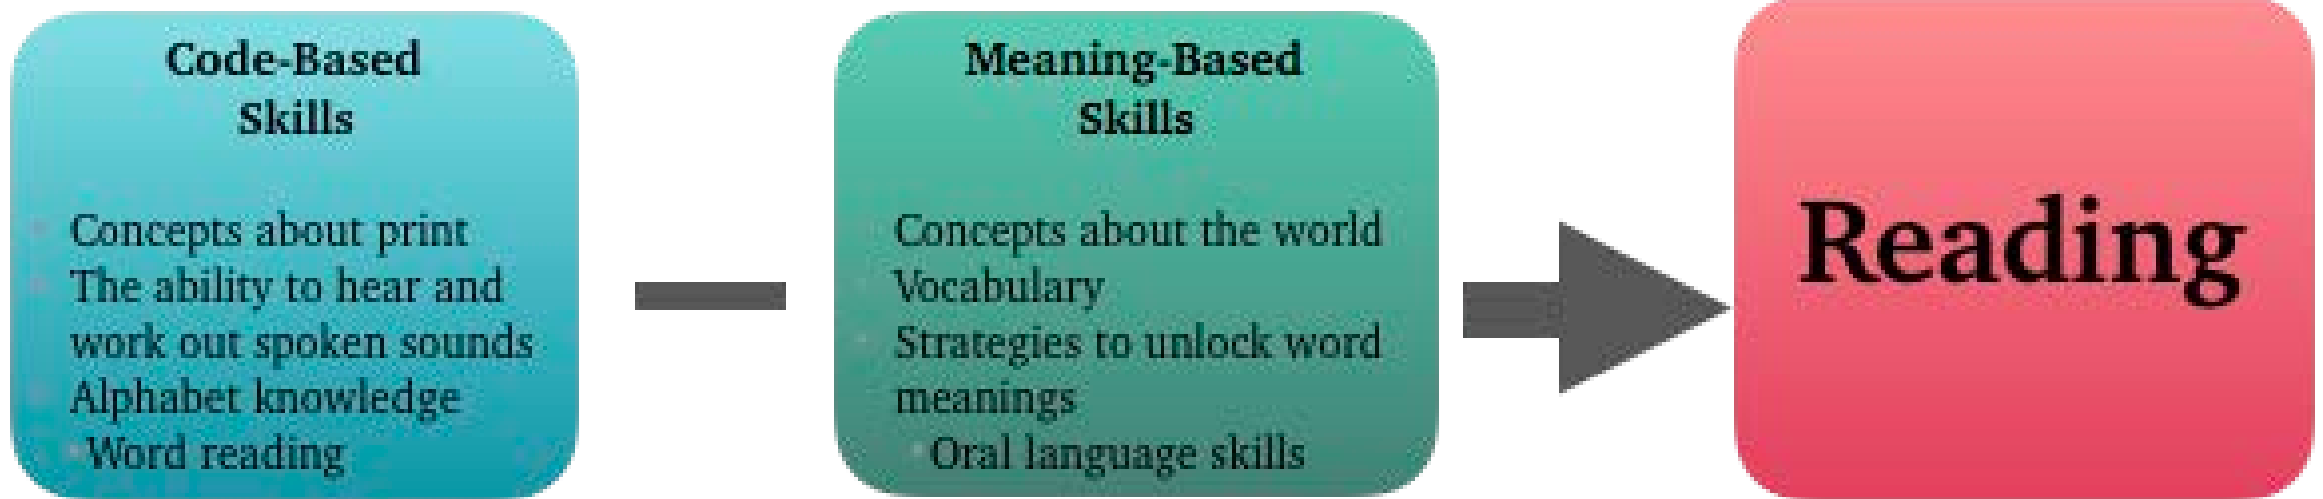 Code-Based
Skills
Concepts about print
The ability to hear and
work out spoken sounds
Alphabet knowledge
Word reading
Meaning-Based
Skills
Concepts about the world
Vocabulary
Strategies to unlock word
meanings
Oral language skills
Reading